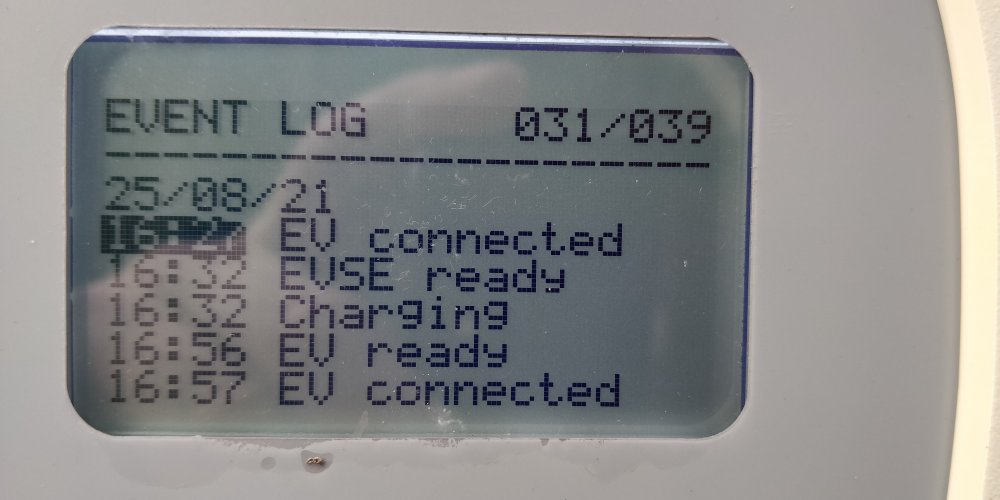 EVENT LOG 031/039
--------------------------------
25/08/21
EV connected
16:32 EVSE ready
16:32 Charging
16:56 EV ready
16:57 EV connected